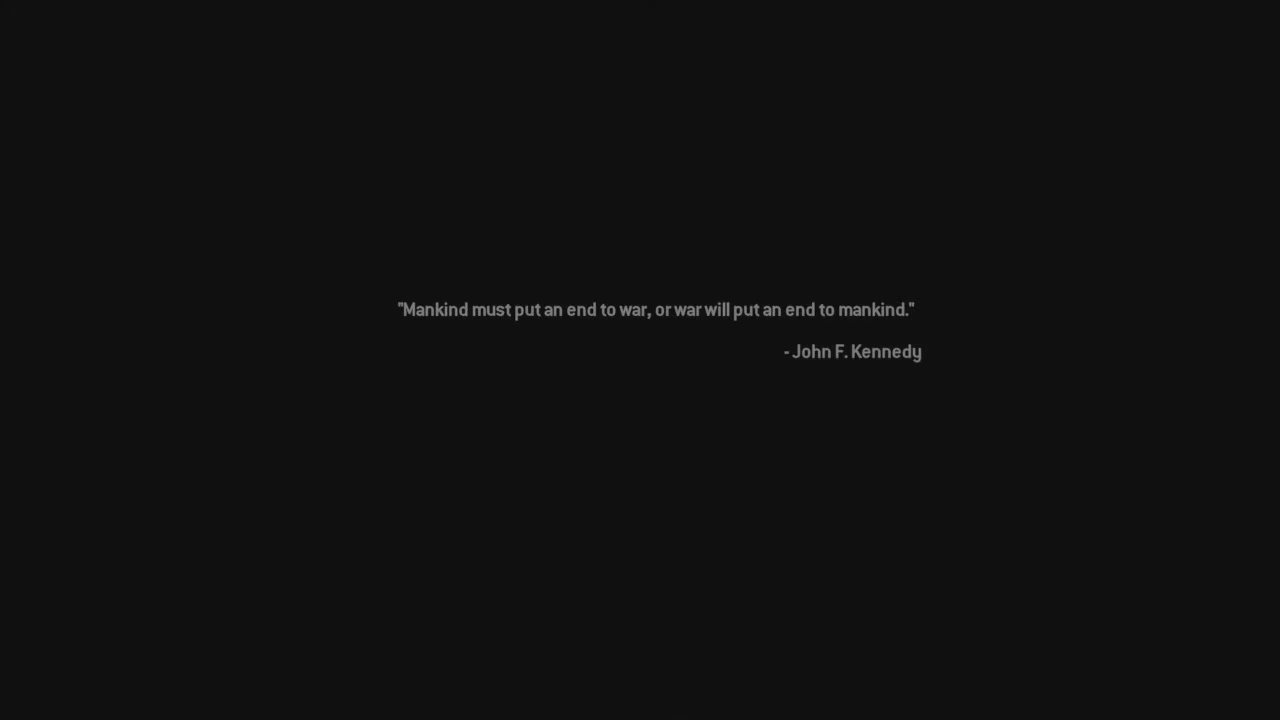 "Mankind must put an end to war, or war will put an end to mankind."
- John F. Kennedy